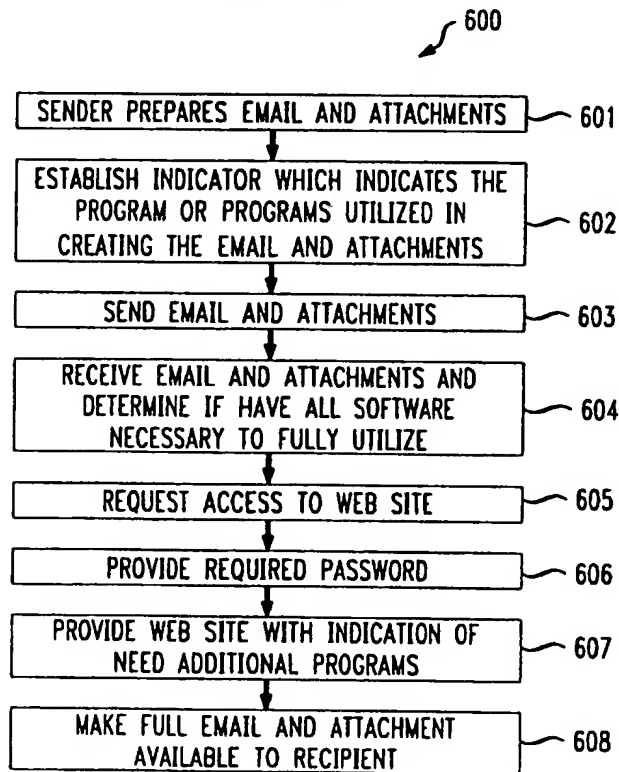 600
SENDER PREPARES EMAIL AND ATTACHMENTS
601
ESTABLISH INDICATOR WHICH INDICATES THE
PROGRAM OR PROGRAMS UTILIZED IN
CREATING THE EMAIL AND ATTACHMENTS
602
SEND EMAIL AND ATTACHMENTS
603
RECEIVE EMAIL AND ATTACHMENTS AND
DETERMINE IF HAVE ALL SOFTWARE
NECESSARY TO FULLY UTILIZE
604
REQUEST ACCESS TO WEB SITE
605
PROVIDE REQUIRED PASSWORD
606
PROVIDE WEB SITE WITH INDICATION OF
NEED ADDITIONAL PROGRAMS
607
MAKE FULL EMAIL AND ATTACHMENT
AVAILABLE TO RECIPIENT
608